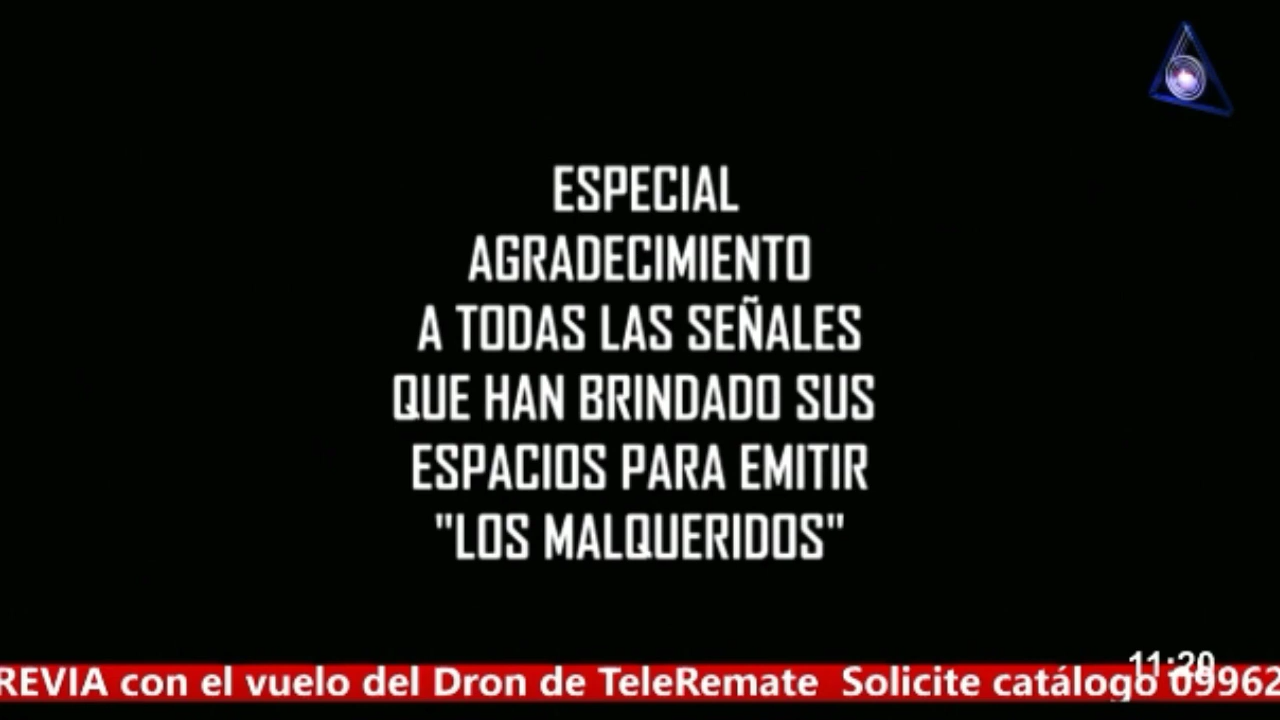 ESPECIAL
AGRADECIMIENTO
A TODAS LAS SEÑALES
QUE HAN BRINDADO SUS
ESPACIOS PARA EMITIR
"LOS MALQUERIDOS"
11:20
REVIA con el vuelo del Dron de TeleRemate Solicite catálogo 09962